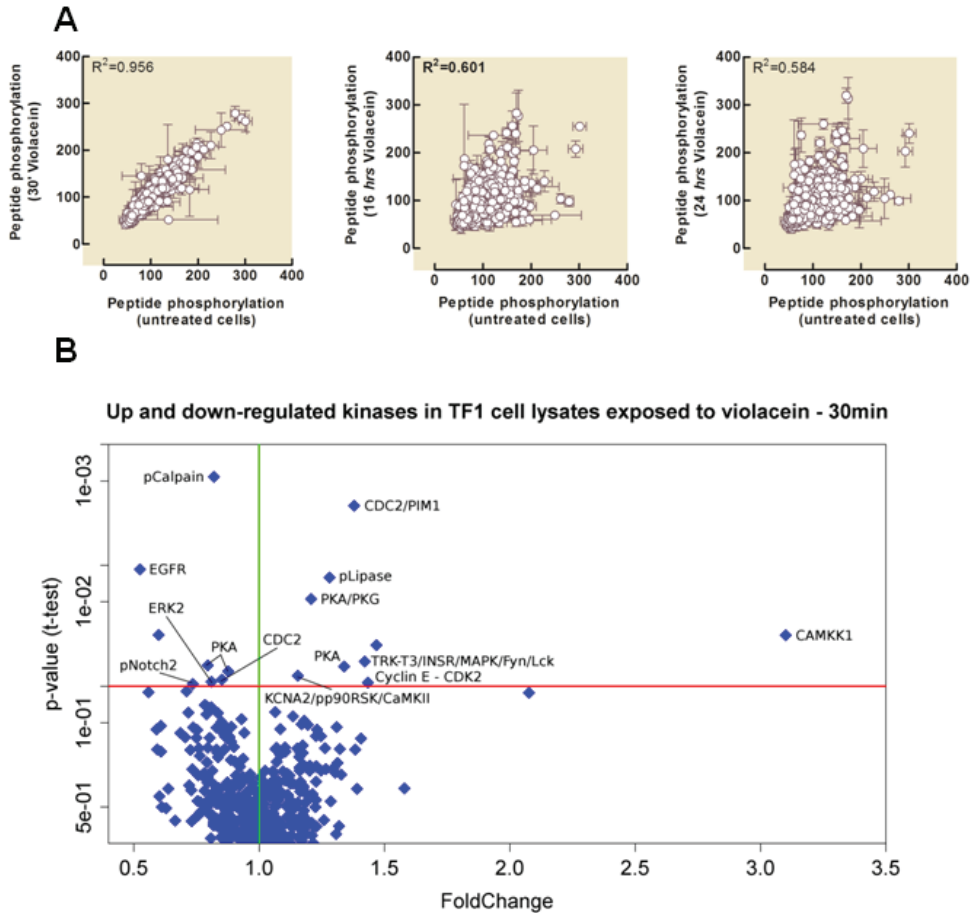 A
R²=0.956
400
300
200
100
0
0 100 200 300 400
Peptide phosphorylation
(30' Violacein)
Peptide phosphorylation
(untreated cells)
R²=0.601
400
300
200
100
0
0 100 200 300 400
Peptide phosphorylation
(16 hrs Violacein)
Peptide phosphorylation
(untreated cells)
R²=0.584
400
300
200
100
0
0 100 200 300 400
Peptide phosphorylation
(24 hrs Violacein)
Peptide phosphorylation
(untreated cells)
B
Up and down-regulated kinases in TF1 cell lysates exposed to violacein - 30min
p-value (t-test)
1e-03
1e-02
1e-01
5e-01
pCalpain
CDC2/PIM1
EGFR
pLipase
PKA/PKG
ERK2
CDC2
PKA
CAMKK1
pNotch2
PKA
TRK-T3/INSR/MAPK/Fyn/Lck
Cyclin E - CDK2
KCNA2/pp90RSK/CaMKII
0.5 1.0 1.5 2.0 2.5 3.0 3.5
FoldChange